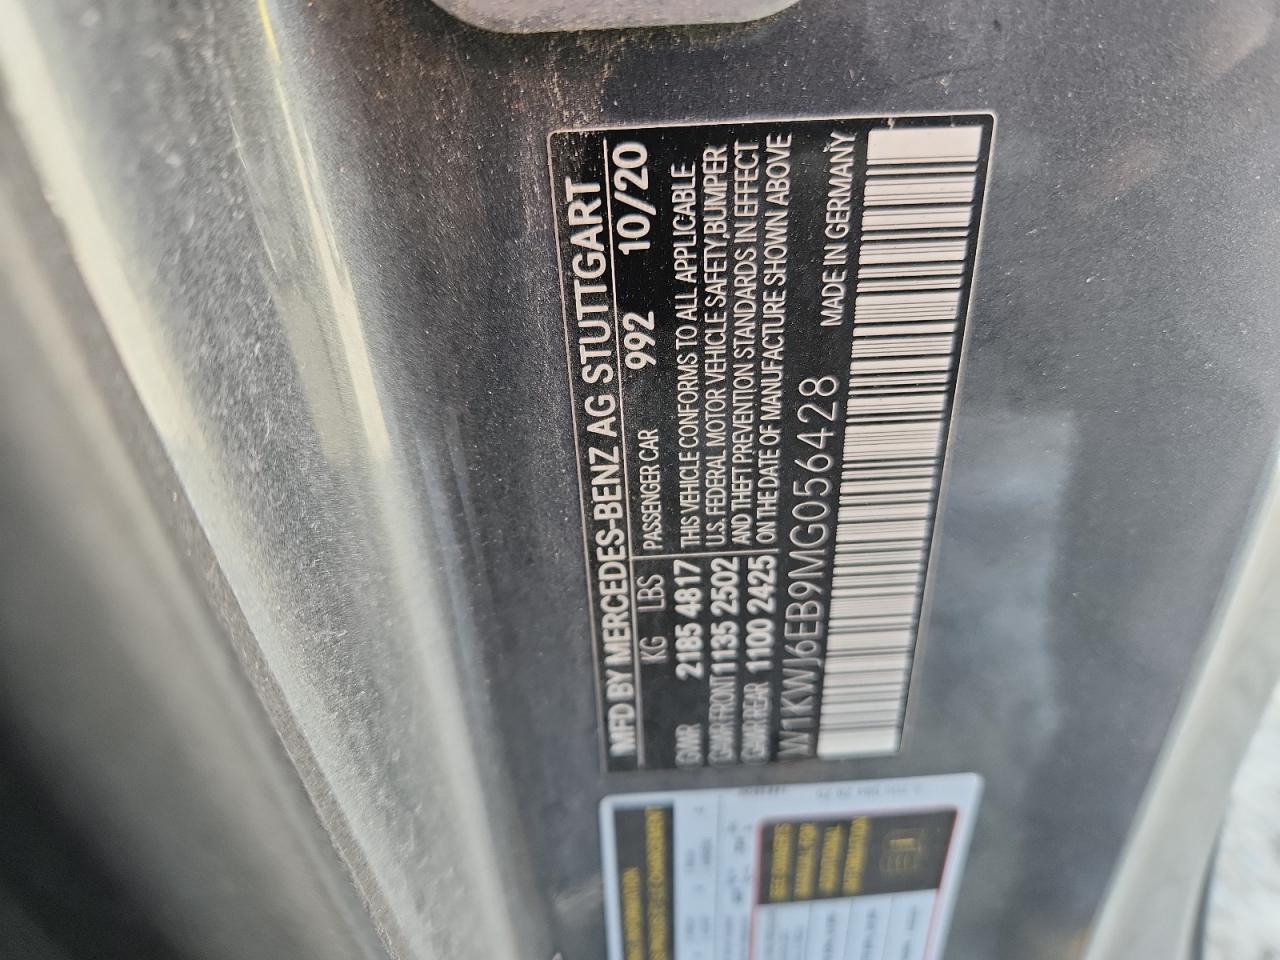 MFD BY MERCEDES-BENZ AG STUTTGART
KG LBS PASSENGER CAR 992 10/20
GVWR 2185 4817 THIS VEHICLE CONFORMS TO ALL APPLICABLE
GAWR FRONT 1135 2502 U.S. FEDERAL MOTOR VEHICLE SAFETY,BUMPER
GAWR REAR 1100 2425 AND THEFT PREVENTION STANDARDS IN EFFECT
ON THE DATE OF MANUFACTURE SHOWN ABOVE
W1KWJ6EB9MG056428 MADE IN GERMANY